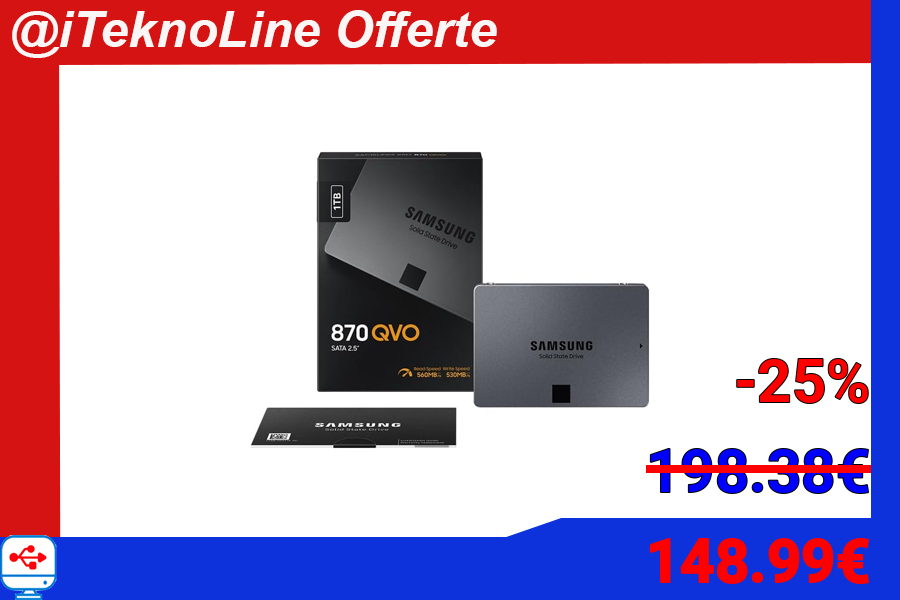 @iTeknoLine Offerte
1TB
SAMSUNG
Solid State Drive
870 QVO
SATA 2.5"
Read Speed Write Speed
560MB/s 530MB/s
SAMSUNG
Solid State Drive
SAMSUNG
Solid State Drive
-25%
198.38€
148.99€